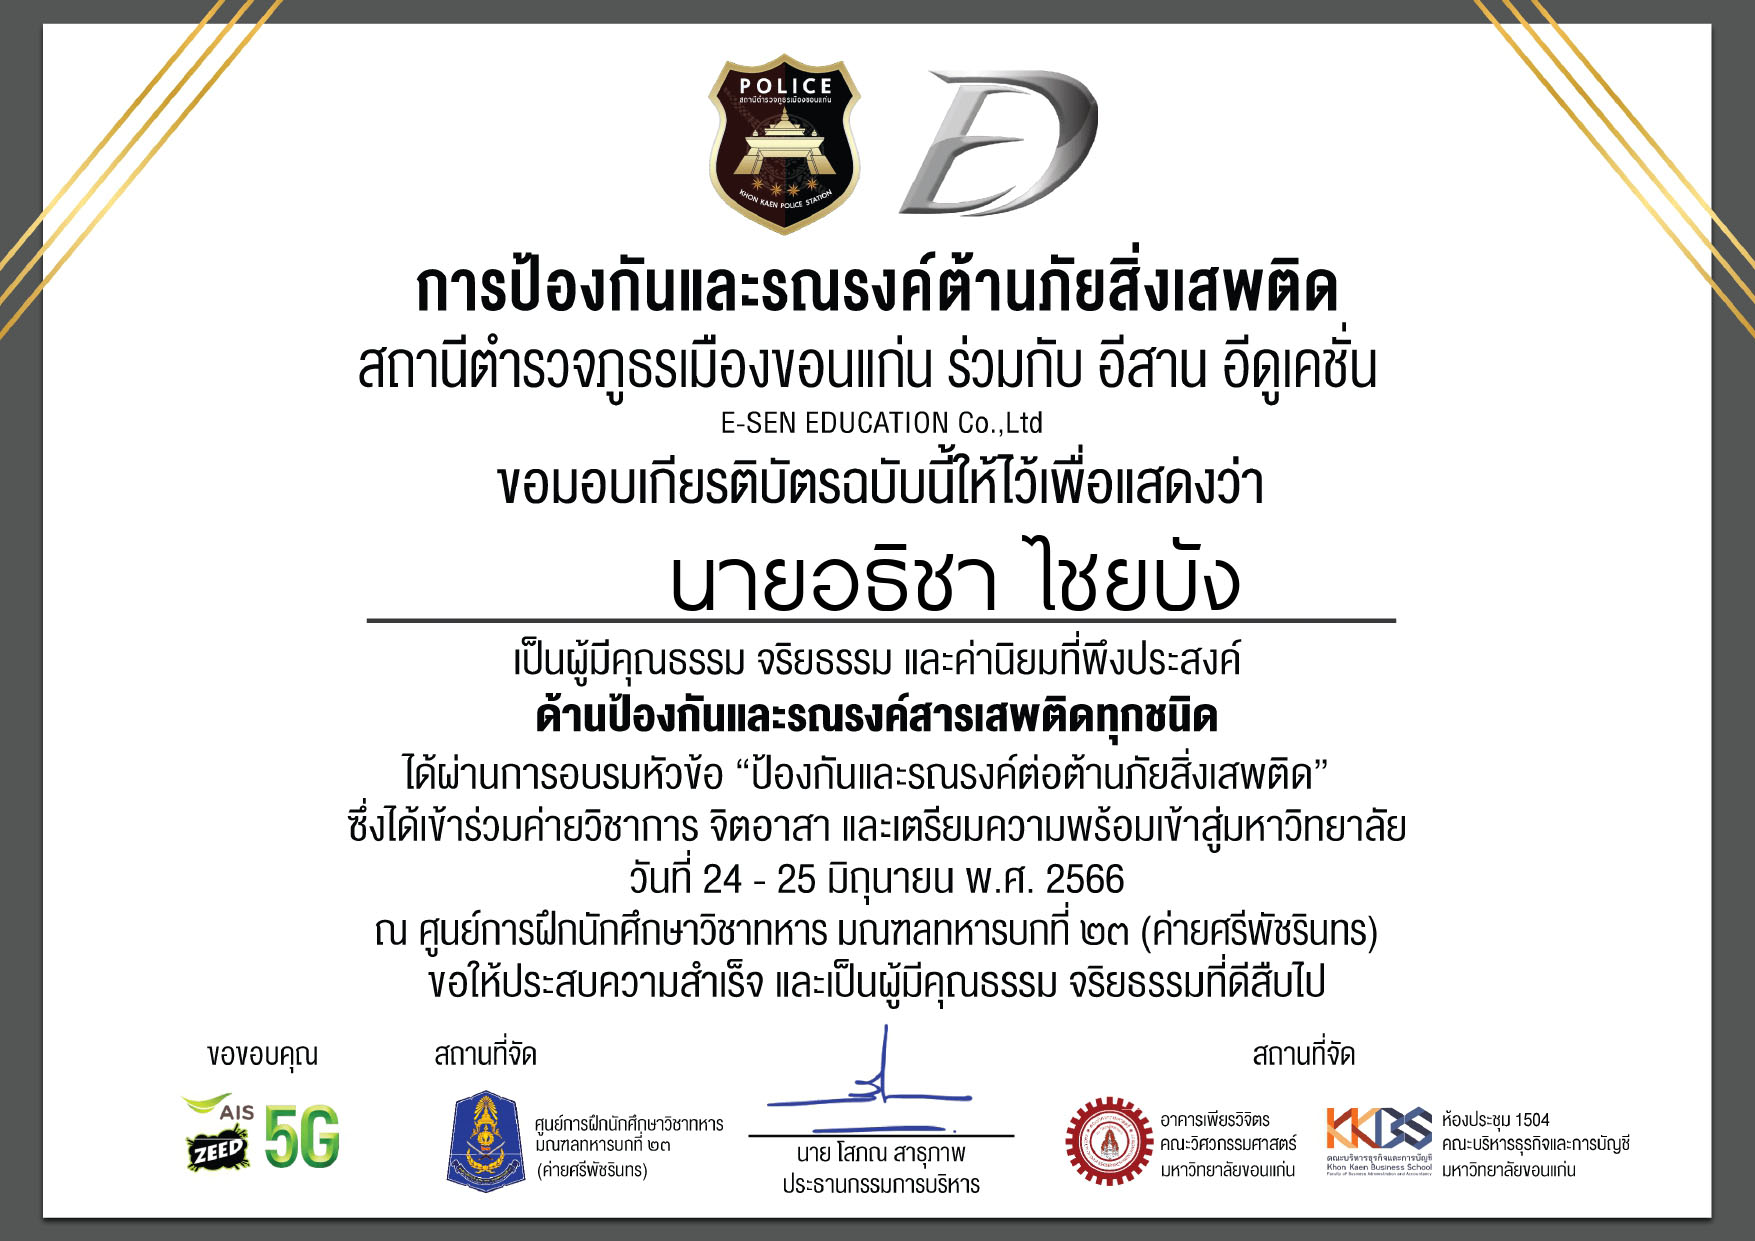 POLICE
สถานีตำรวจภูธรเมืองขอนแก่น
KHON KAEN POLICE STATION
การป้องกันและรณรงค์ต้านภัยสิ่งเสพติด
สถานีตำรวจภูธรเมืองขอนแก่น ร่วมกับ อีสาน อีดูเคชั่น
E-SEN EDUCATION Co.,Ltd
ขอมอบเกียรติบัตรฉบับนี้ให้ไว้เพื่อแสดงว่า
นายอธิชา ไชยบัง
เป็นผู้มีคุณธรรม จริยธรรม และค่านิยมที่พึงประสงค์
ด้านป้องกันและรณรงค์สารเสพติดทุกชนิด
ได้ผ่านการอบรมหัวข้อ “ป้องกันและรณรงค์ต่อต้านภัยสิ่งเสพติด”
ซึ่งได้เข้าร่วมค่ายวิชาการ จิตอาสา และเตรียมความพร้อมเข้าสู่มหาวิทยาลัย
วันที่ 24 - 25 มิถุนายน พ.ศ. 2566
ณ ศูนย์การฝึกนักศึกษาวิชาทหาร มณฑลทหารบกที่ ๒๓ (ค่ายศรีพัชรินทร)
ขอให้ประสบความสำเร็จ และเป็นผู้มีคุณธรรม จริยธรรมที่ดีสืบไป
ขอขอบคุณ
AIS
ZEED
5G
สถานที่จัด
ศูนย์การฝึกนักศึกษาวิชาทหาร
มณฑลทหารบกที่ ๒๓
(ค่ายศรีพัชรินทร)
นาย โสภณ สาธุภาพ
ประธานกรรมการบริหาร
สถานที่จัด
อาคารเพียรวิจิตร
คณะวิศวกรรมศาสตร์
มหาวิทยาลัยขอนแก่น
KKBS
คณะบริหารธุรกิจและการบัญชี
Khon Kaen Business School
Faculty of Business Administration and Accountancy
ห้องประชุม 1504
คณะบริหารธุรกิจและการบัญชี
มหาวิทยาลัยขอนแก่น